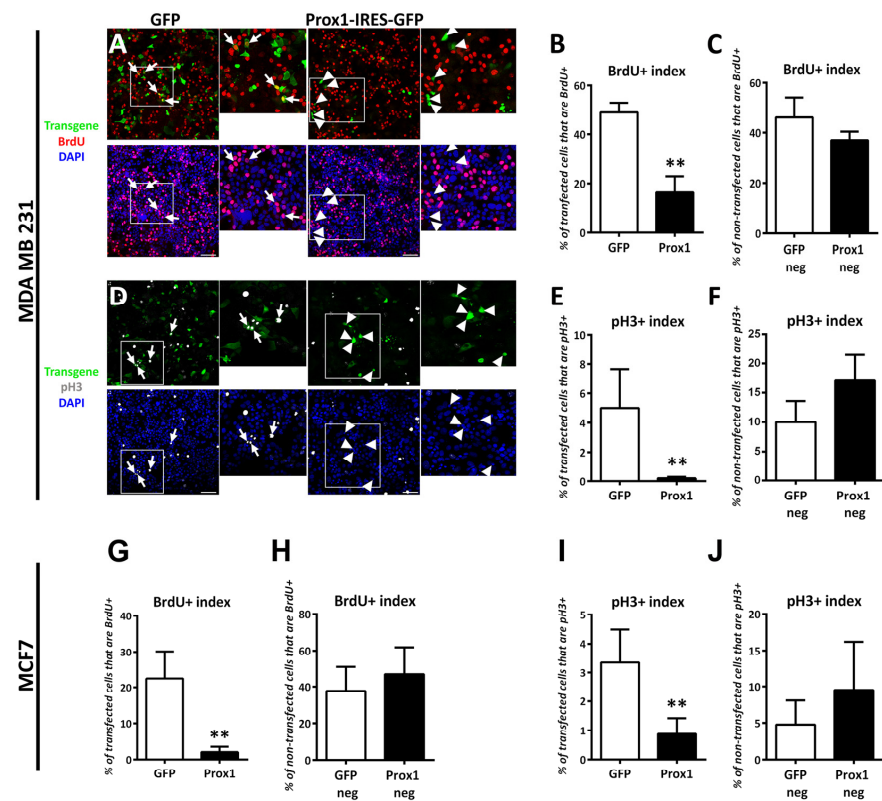 GFP
Prox1-IRES-GFP
MDA MB 231
Transgene
BrdU
DAPI
A
B
BrdU+ index
% of tranfected cells that are BrdU+
60
40
20
0
**
GFP
Prox1
C
BrdU+ index
% of non-transfected cells that are BrdU+
60
40
20
0
GFP
neg
Prox1
neg
Transgene
pH3
DAPI
D
E
pH3+ index
% of transfected cells that are pH3+
10
8
6
4
2
0
**
GFP
Prox1
F
pH3+ index
% of non-tranfected cells that are pH3+
25
20
15
10
5
0
GFP
neg
Prox1
neg
MCF7
G
BrdU+ index
% of transfected cells that are BrdU+
40
30
20
10
0
**
GFP
Prox1
H
BrdU+ index
% of non-transfected cells that are BrdU+
80
60
40
20
0
GFP
neg
Prox1
neg
I
pH3+ index
% of transfected cells that are pH3+
5
4
3
2
1
0
**
GFP
Prox1
J
pH3+ index
% of non-transfected cells that are pH3+
20
15
10
5
0
GFP
neg
Prox1
neg